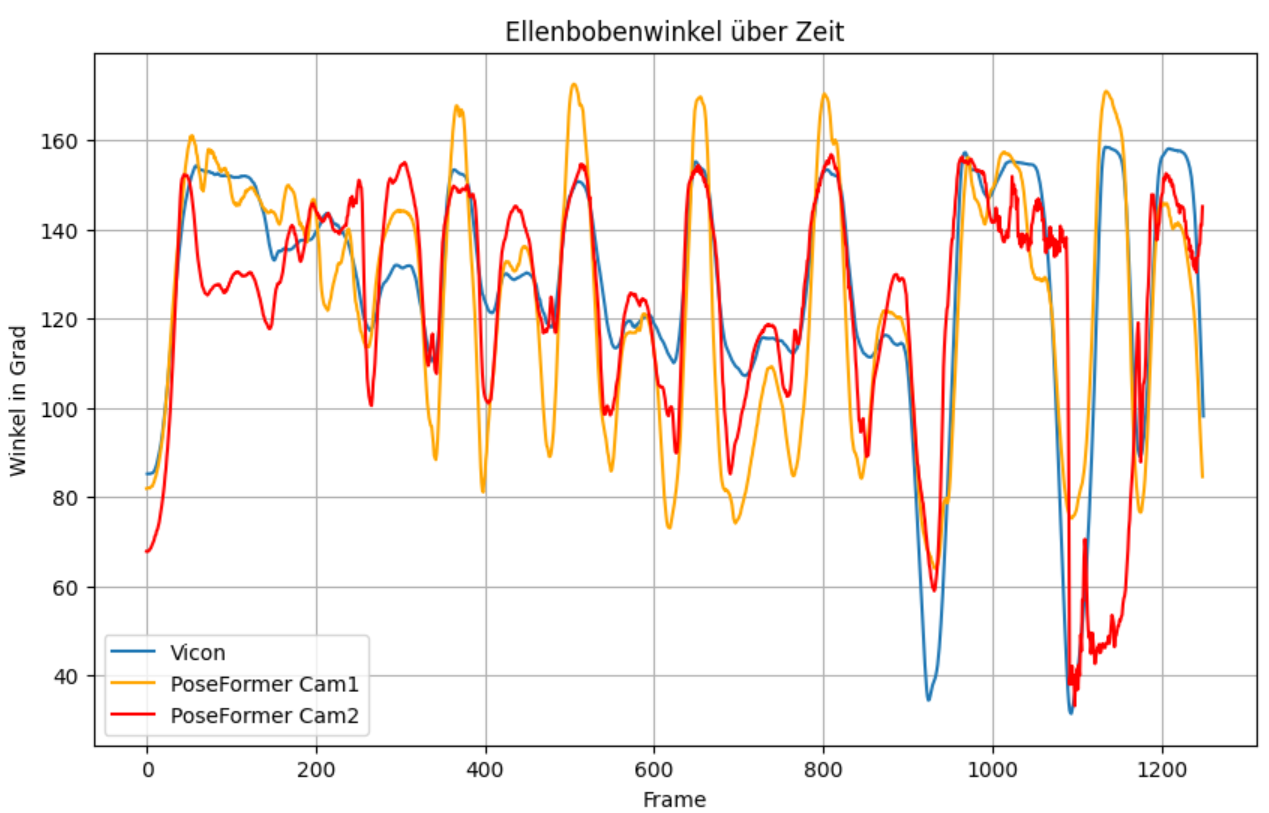 Ellenbobenwinkel über Zeit
Winkel in Grad
160
140
120
100
80
60
40
Vicon
PoseFormer Cam1
PoseFormer Cam2
0 200 400 600 800 1000 1200
Frame